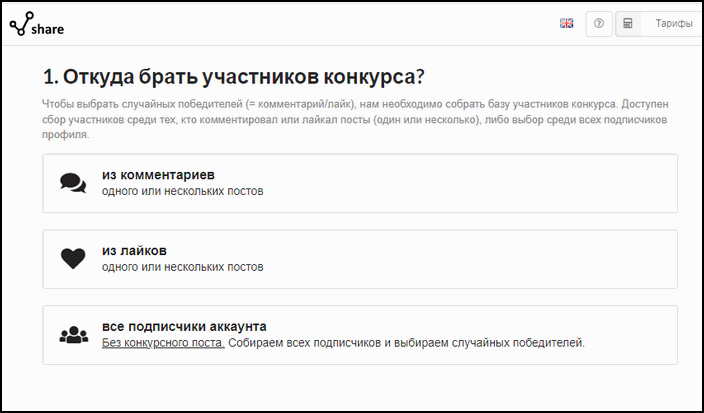 share
Тарифы
1. Откуда брать участников конкурса?
Чтобы выбрать случайных победителей (= комментарий/лайк), нам необходимо собрать базу участников конкурса. Доступен
сбор участников среди тех, кто комментировал или лайкал посты (один или несколько), либо выбор среди всех подписчиков
профиля.
из комментариев
одного или нескольких постов
из лайков
одного или нескольких постов
все подписчики аккаунта
Без конкурсного поста. Собираем всех подписчиков и выбираем случайных победителей.